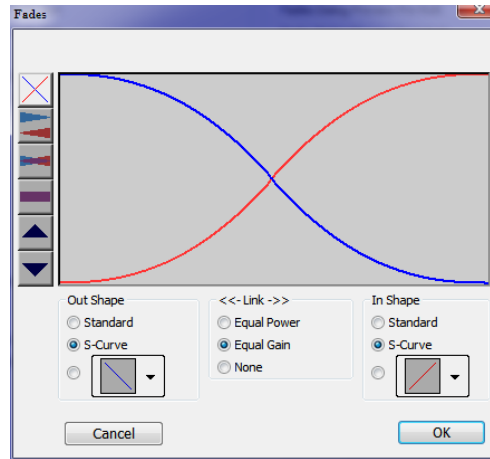 Fades
Out Shape
Standard
S-Curve
<<- Link ->>
Equal Power
Equal Gain
None
In Shape
Standard
S-Curve
Cancel
OK